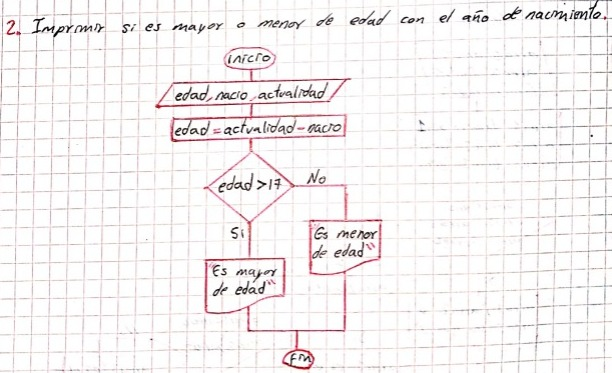 2. Imprimir si es mayor o menor de edad con el año de nacimiento.
inicio
edad, nacio, actualidad
edad = actualidad - nacio
edad > 17
No
Si
"Es menor
de edad"
"Es mayor
de edad"
Fin